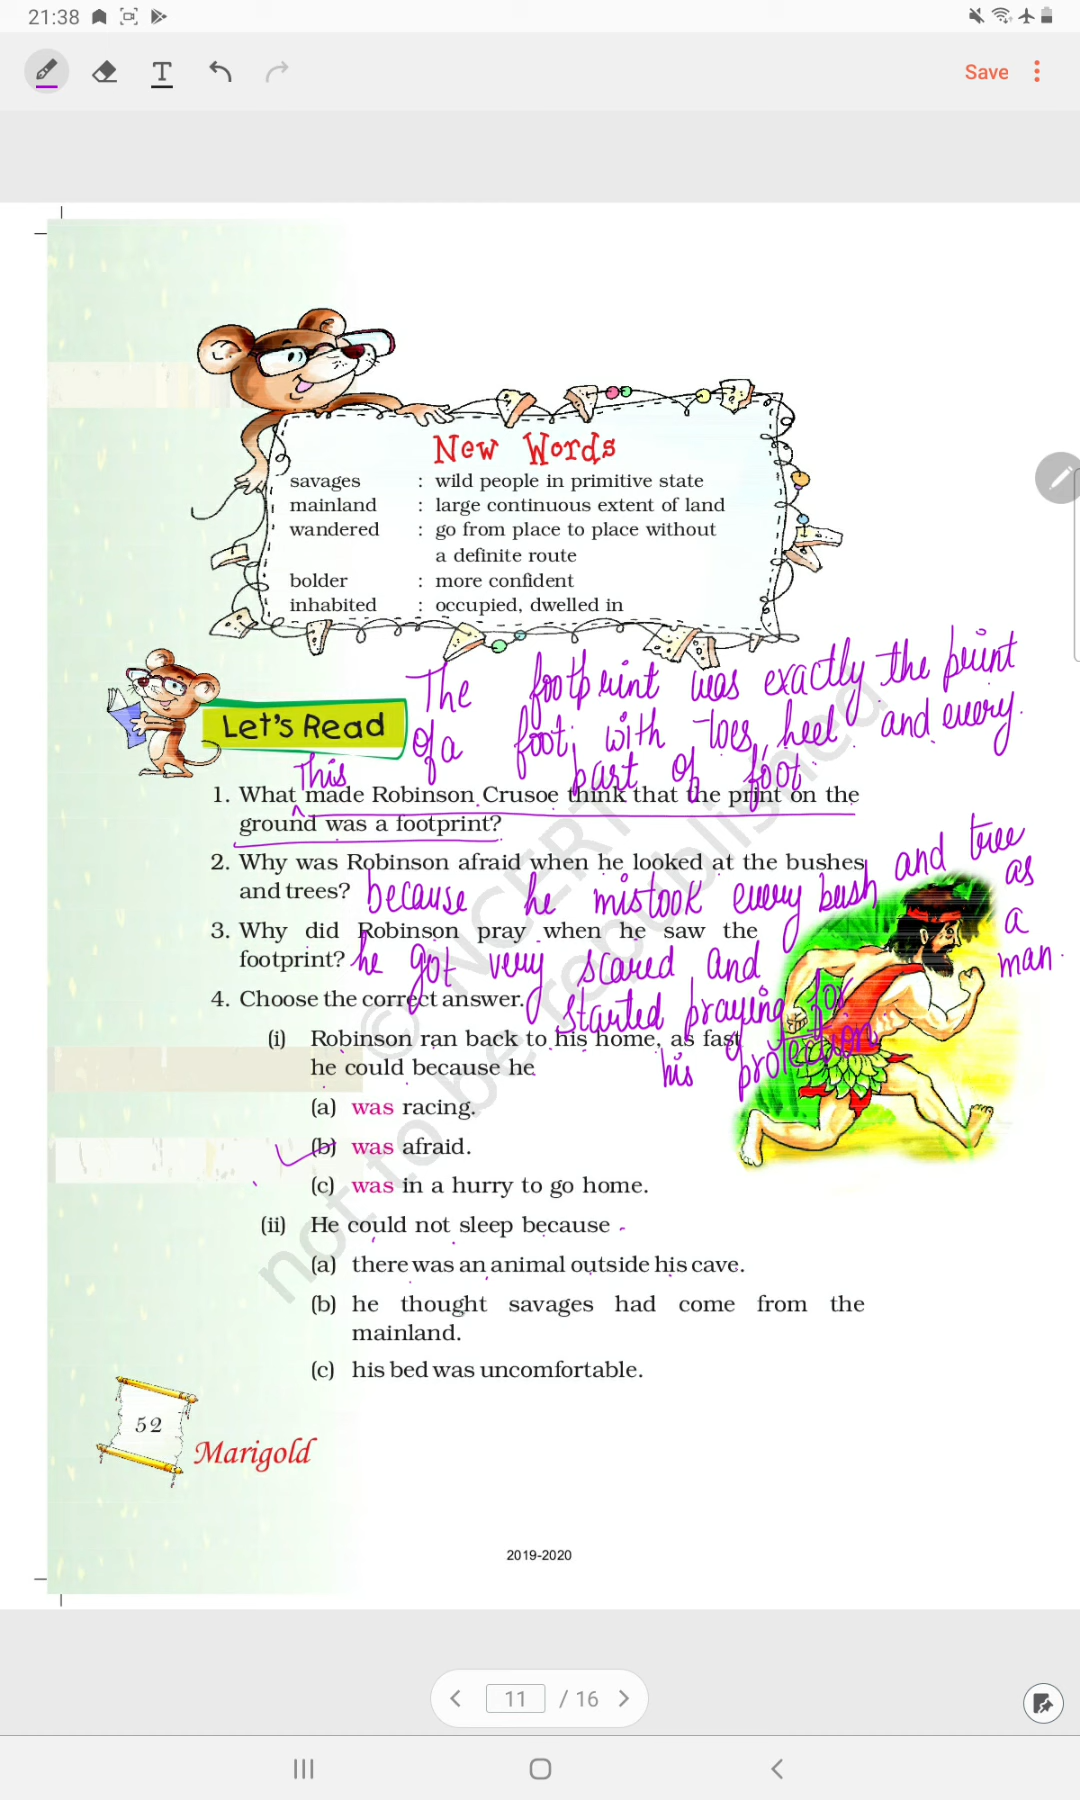 21:38
Save
New Words
savages : wild people in primitive state
mainland : large continuous extent of land
wandered : go from place to place without
a definite route
bolder : more confident
inhabited : occupied, dwelled in
The footprint was exactly the print
Let's Read
of a foot; with toes, heel and every
This
part of foot.
1. What made Robinson Crusoe think that the print on the
ground was a footprint?
2. Why was Robinson afraid when he looked at the bushes
and trees? because he mistook every bush and tree
as
a
man.
3. Why did Robinson pray when he saw the
footprint? he got very scared and
started praying for
his protection
4. Choose the correct answer.
(i) Robinson ran back to his home, as fast
he could because he
(a) was racing.
(b) was afraid.
(c) was in a hurry to go home.
(ii) He could not sleep because
(a) there was an animal outside his cave.
(b) he thought savages had come from the
mainland.
(c) his bed was uncomfortable.
52
Marigold
2019-2020
© NCERT
not to be republished
11 / 16